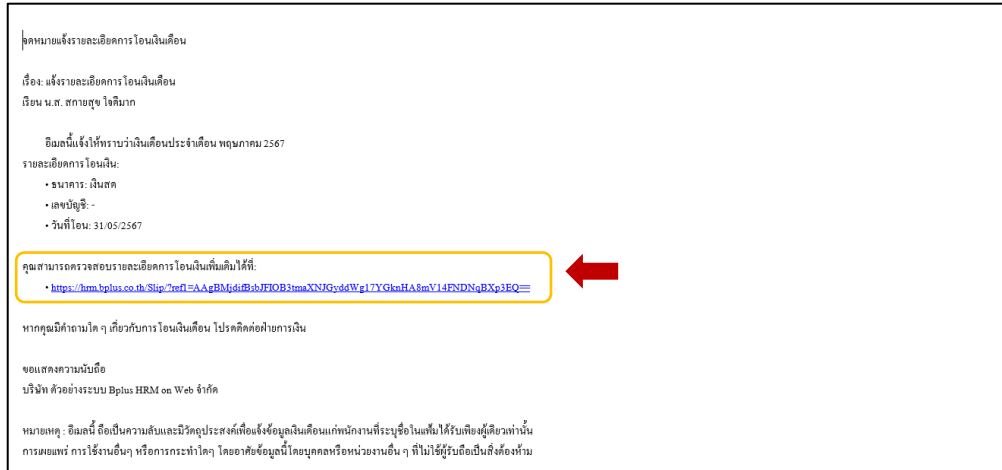 จดหมายแจ้งรายละเอียดการโอนเงินเดือน
เรื่อง: แจ้งรายละเอียดการโอนเงินเดือน
เรียน น.ส. สกายสุข ใจดีมาก
อีเมลนี้แจ้งให้ทราบว่าเงินเดือนประจำเดือน พฤษภาคม 2567
รายละเอียดการโอนเงิน:
• ธนาคาร: เงินสด
• เลขบัญชี: -
• วันที่โอน: 31/05/2567
คุณสามารถตรวจสอบรายละเอียดการโอนเงินเพิ่มเติมได้ที่:
• https://hrm.bplus.co.th/Slip/?ref1=AAgBMjdifBsbJFIOB3tmaXNJGyddWg17YGknHA8mV14FNDNqBXp3EQ==
หากคุณมีคำถามใด ๆ เกี่ยวกับการโอนเงินเดือน โปรดติดต่อฝ่ายการเงิน
ขอแสดงความนับถือ
บริษัท ตัวอย่างระบบ Bplus HRM on Web จำกัด
หมายเหตุ : อีเมลนี้ ถือเป็นความลับและมีวัตถุประสงค์เพื่อแจ้งข้อมูลเงินเดือนแก่พนักงานที่ระบุชื่อในแฟ้มได้รับเพียงผู้เดียวเท่านั้น
การเผยแพร่ การใช้งานอื่นๆ หรือการกระทำใดๆ โดยอาศัยข้อมูลนี้โดยบุคคลหรือหน่วยงานอื่น ๆ ที่ไม่ใช่ผู้รับถือเป็นสิ่งต้องห้าม